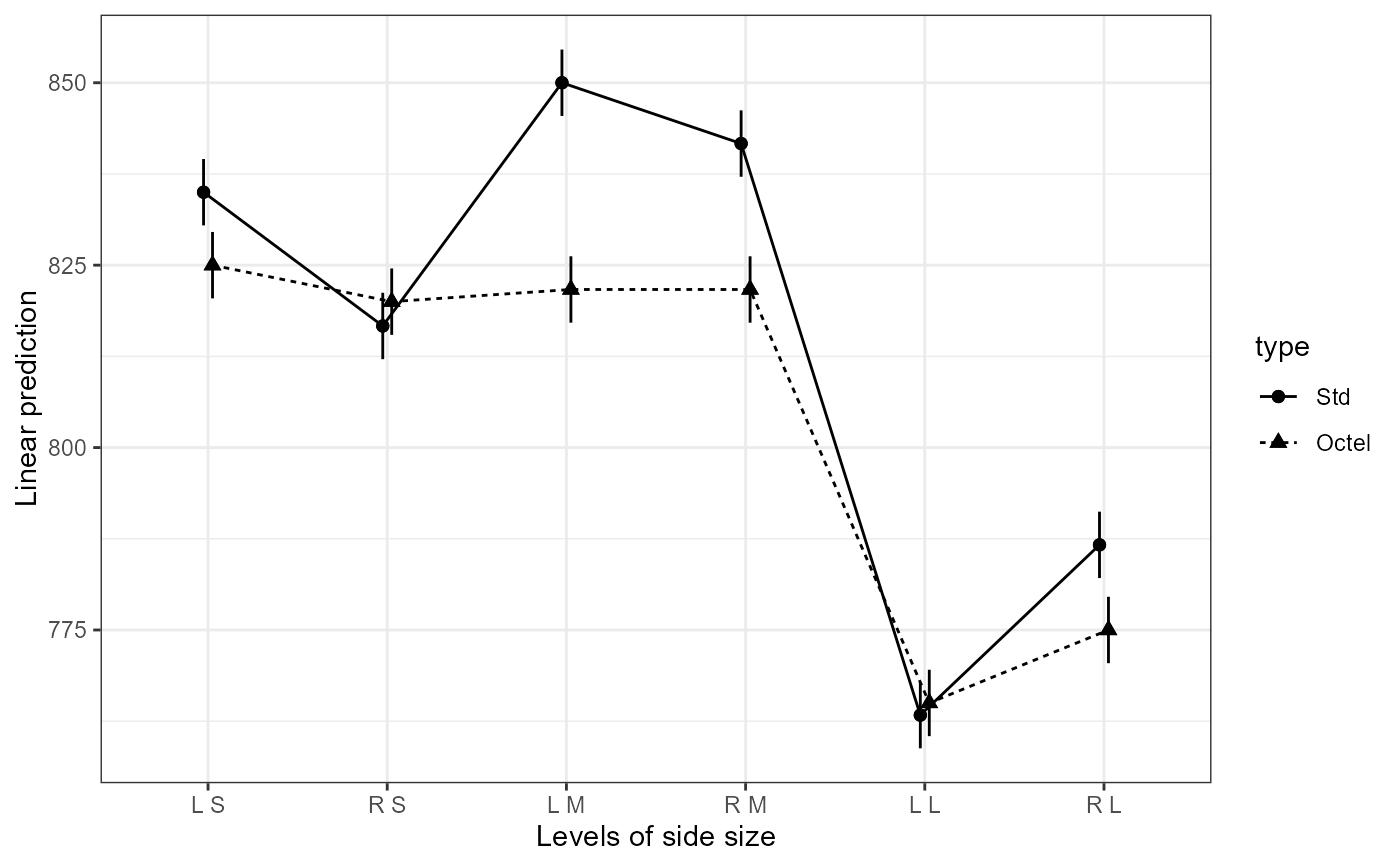 850
825
800
775
Linear prediction
L S
R S
L M
R M
L L
R L
Levels of side size
type
Std
Octel